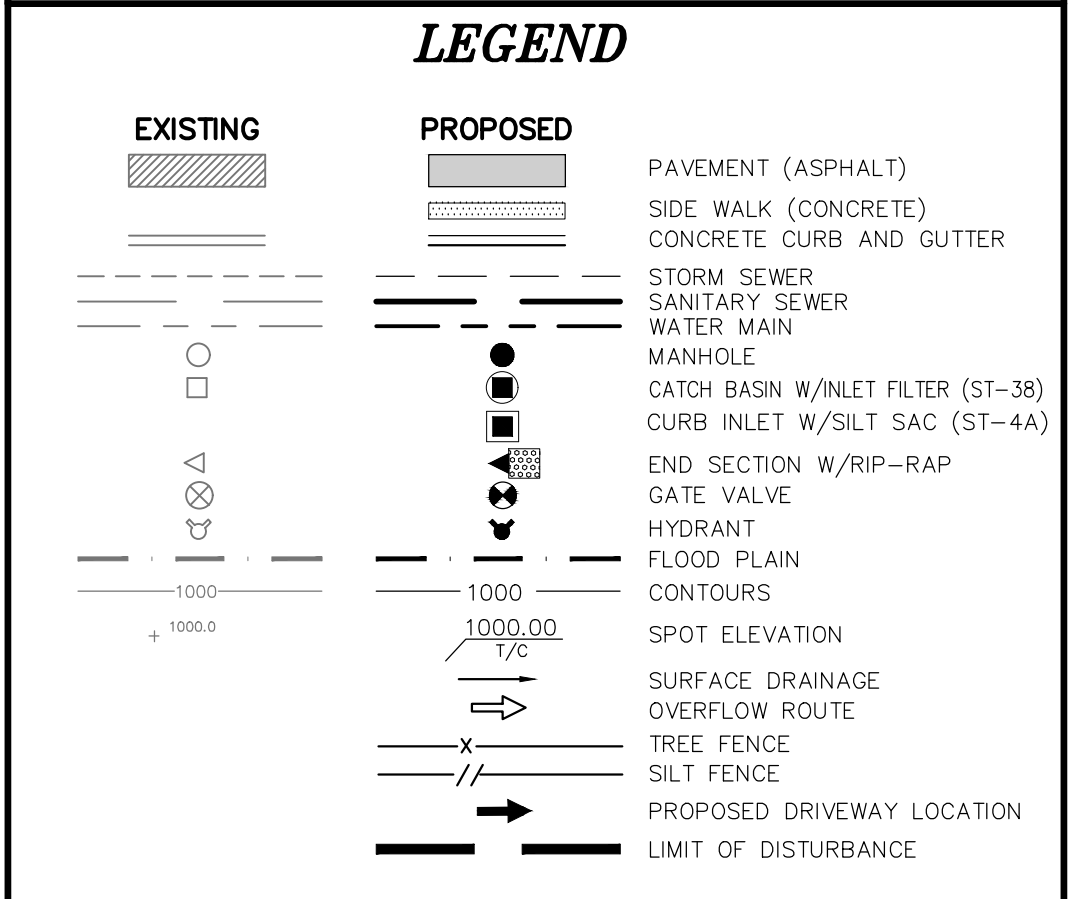 LEGEND
EXISTING PROPOSED
PAVEMENT (ASPHALT)
SIDE WALK (CONCRETE)
CONCRETE CURB AND GUTTER
STORM SEWER
SANITARY SEWER
WATER MAIN
MANHOLE
CATCH BASIN W/INLET FILTER (ST-38)
CURB INLET W/SILT SAC (ST-4A)
END SECTION W/RIP-RAP
GATE VALVE
HYDRANT
FLOOD PLAIN
1000 1000 CONTOURS
+ 1000.0 1000.00 SPOT ELEVATION
T/C
SURFACE DRAINAGE
OVERFLOW ROUTE
X TREE FENCE
// SILT FENCE
PROPOSED DRIVEWAY LOCATION
LIMIT OF DISTURBANCE